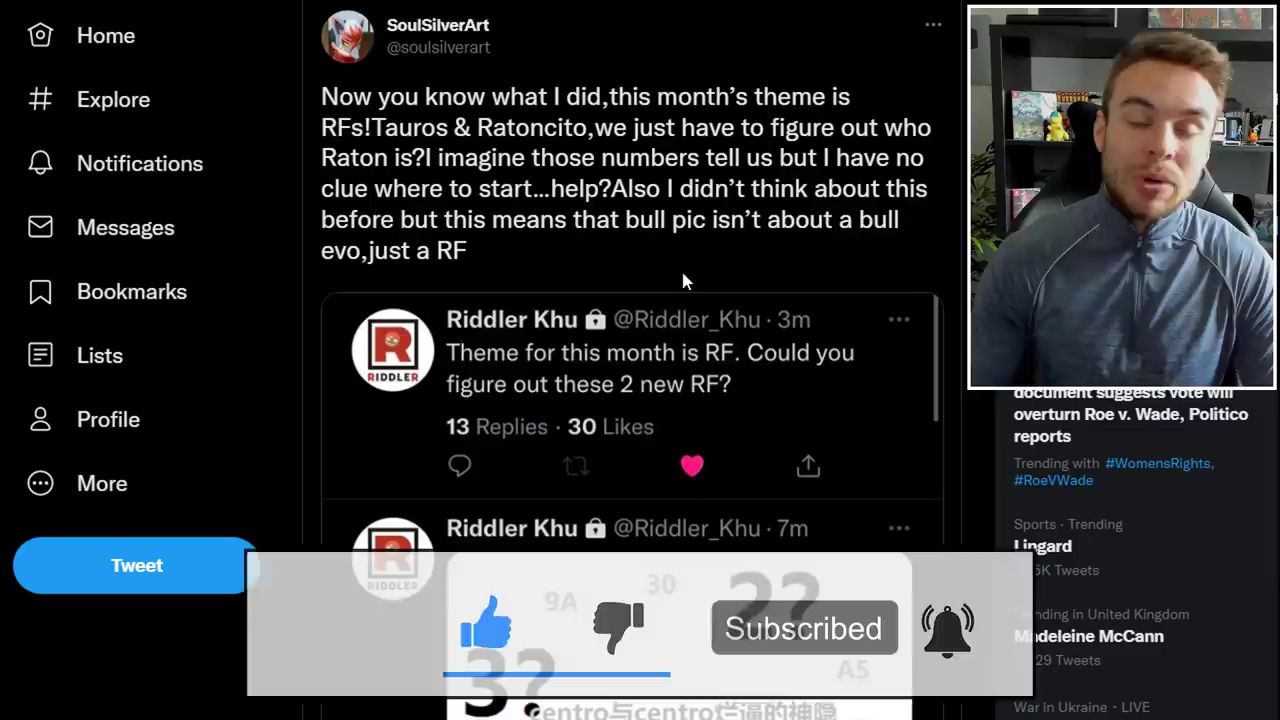 Home
Explore
Notifications
Messages
Bookmarks
Lists
Profile
More
Tweet
SoulSilverArt
@soulsilverart
Now you know what I did,this month’s theme is
RFs!Tauros & Ratoncito,we just have to figure out who
Raton is?I imagine those numbers tell us but I have no
clue where to start...help?Also I didn’t think about this
before but this means that bull pic isn’t about a bull
evo,just a RF
Riddler Khu @Riddler_Khu · 3m
Theme for this month is RF. Could you
figure out these 2 new RF?
13 Replies · 30 Likes
Riddler Khu @Riddler_Khu · 7m
R
RIDDLER
R
RIDDLER
9A
30
2?
3?
A5
centro与centro烂逼的神隐
Subscribed
document suggests vote will
overturn Roe v. Wade, Politico
reports
Trending with #WomensRights,
#RoeVWade
Sports · Trending
Lingard
5K Tweets
nding in United Kingdom
Madeleine McCann
29 Tweets
War in Ukraine · LIVE